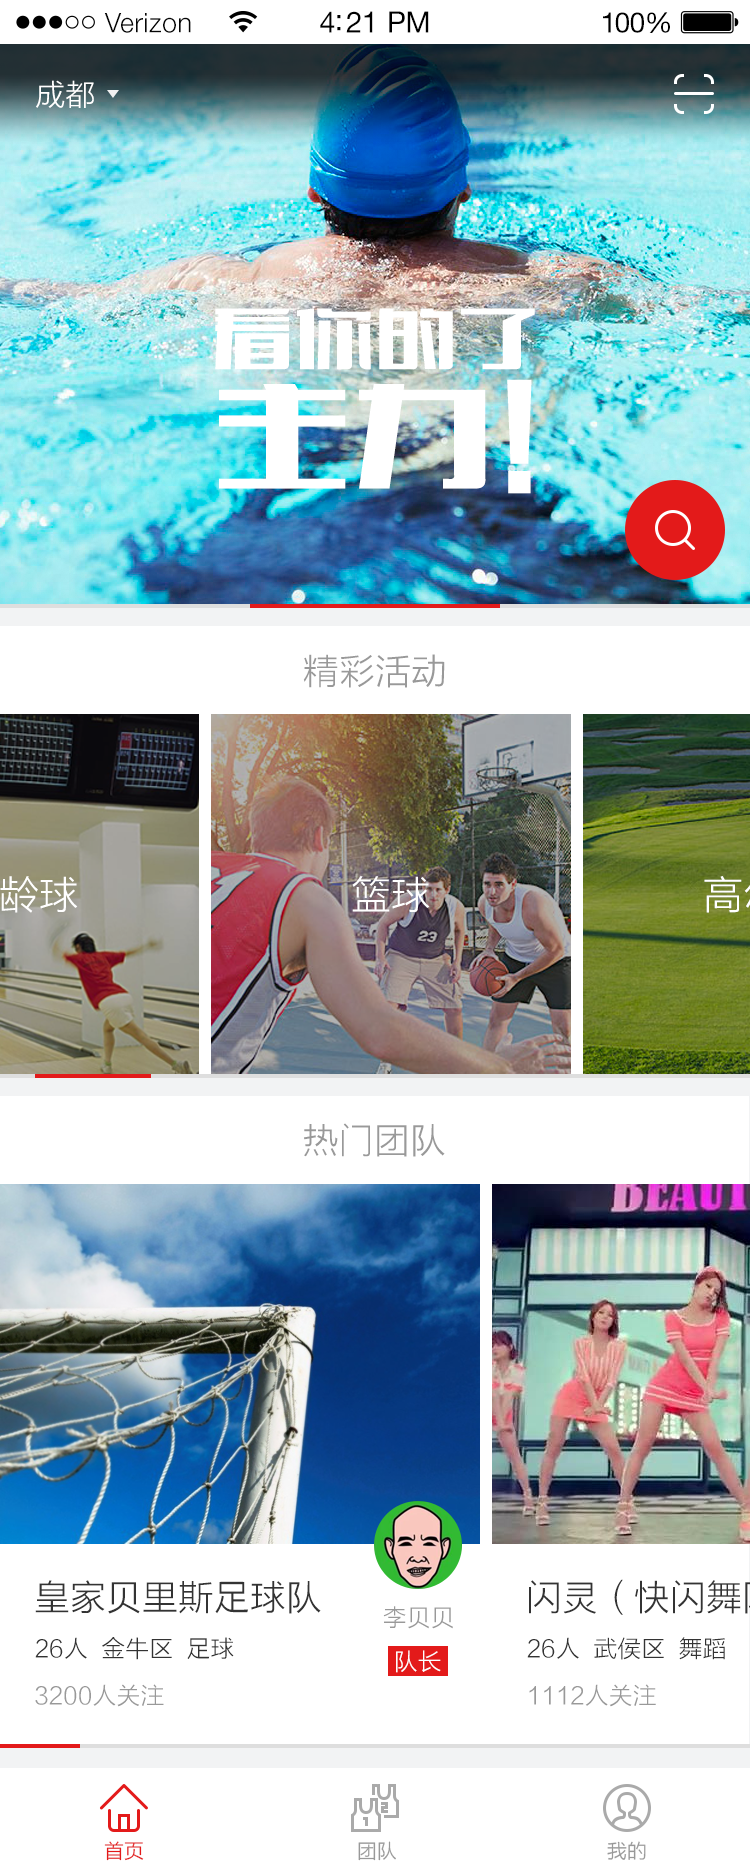 Verizon 4:21 PM 100%
成都
看你的了
主力!
精彩活动
龄球
篮球
23
高
热门团队
BEAUT
皇家贝里斯足球队
26人 金牛区 足球
3200人关注
李贝贝
队长
闪灵（快闪舞
26人 武侯区 舞蹈
1112人关注
首页
1 2
团队
我的